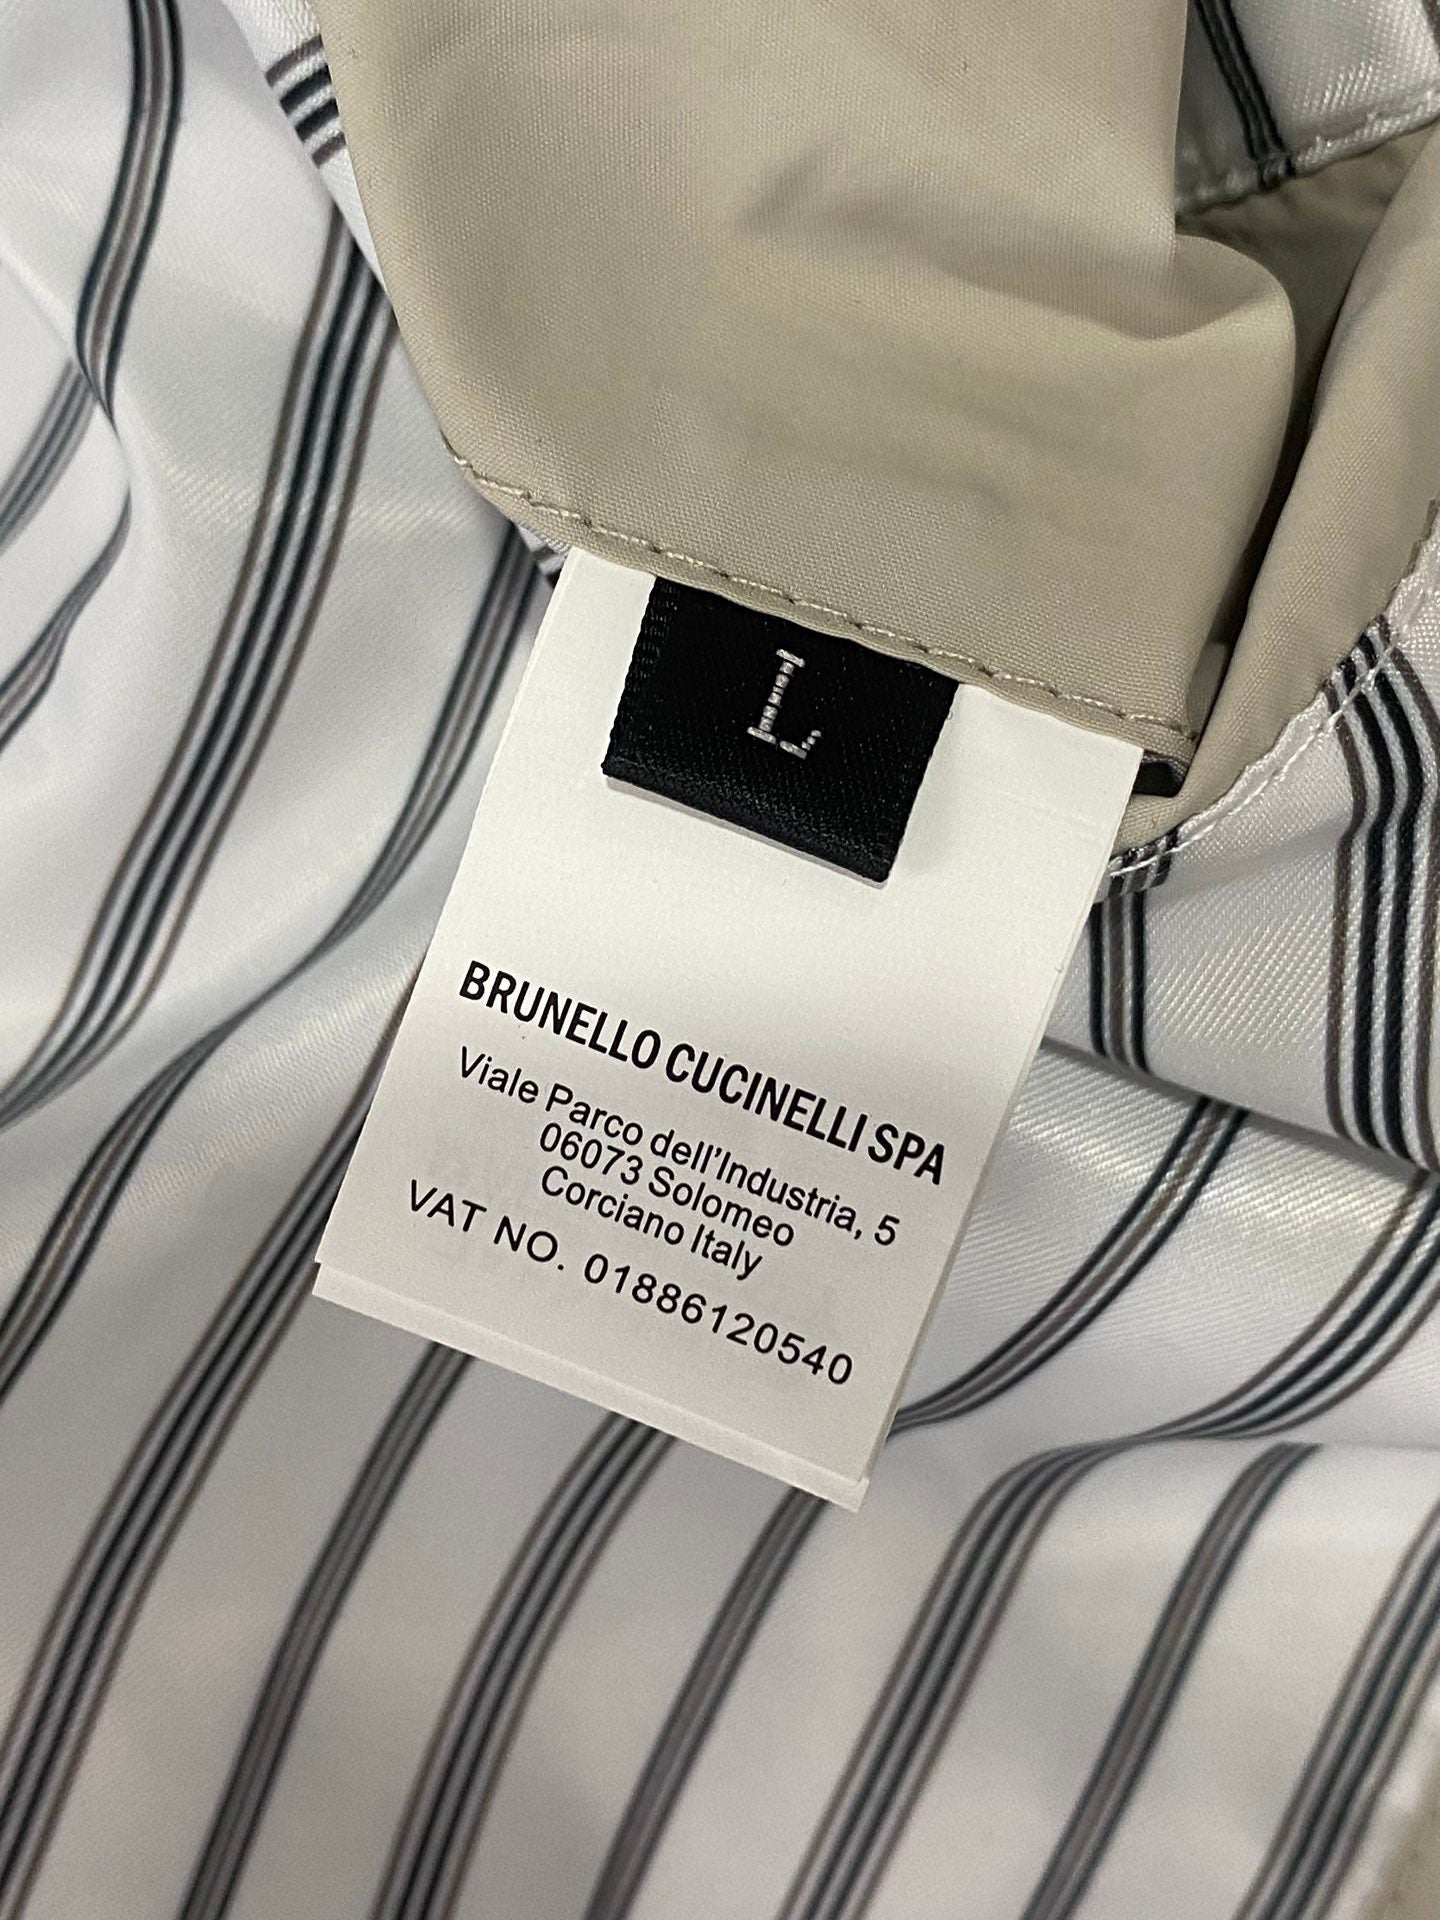 L
BRUNELLO CUCINELLI SPA
Viale Parco dell'Industria, 5
06073 Solomeo
Corciano Italy
VAT NO. 01886120540